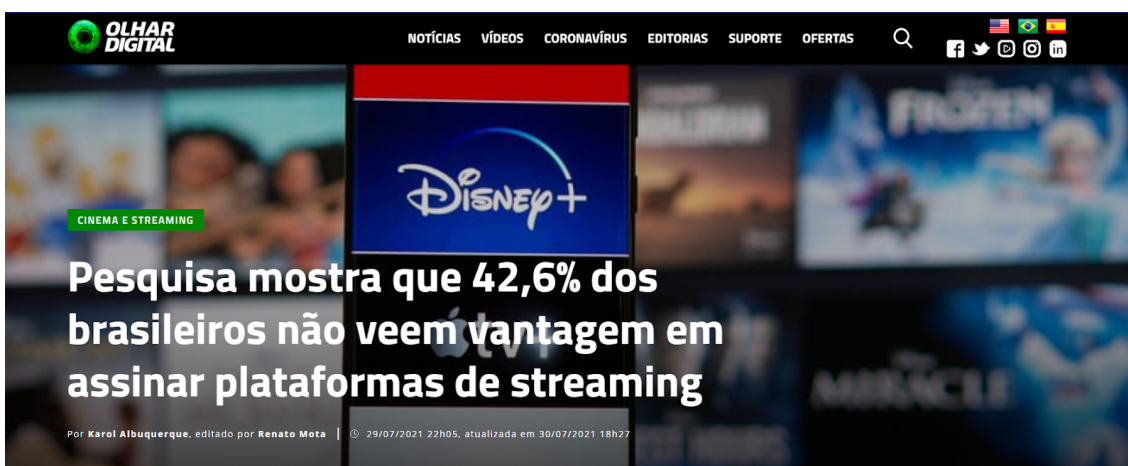 OLHAR
DIGITAL
NOTÍCIAS VÍDEOS CORONAVÍRUS EDITORIAS SUPORTE OFERTAS
Disney+
FROZEN
CINEMA E STREAMING
Pesquisa mostra que 42,6% dos
brasileiros não veem vantagem em
assinar plataformas de streaming
tv+
MIRACLE
Por Karol Albuquerque, editado por Renato Mota | 29/07/2021 22h05, atualizada em 30/07/2021 18h27